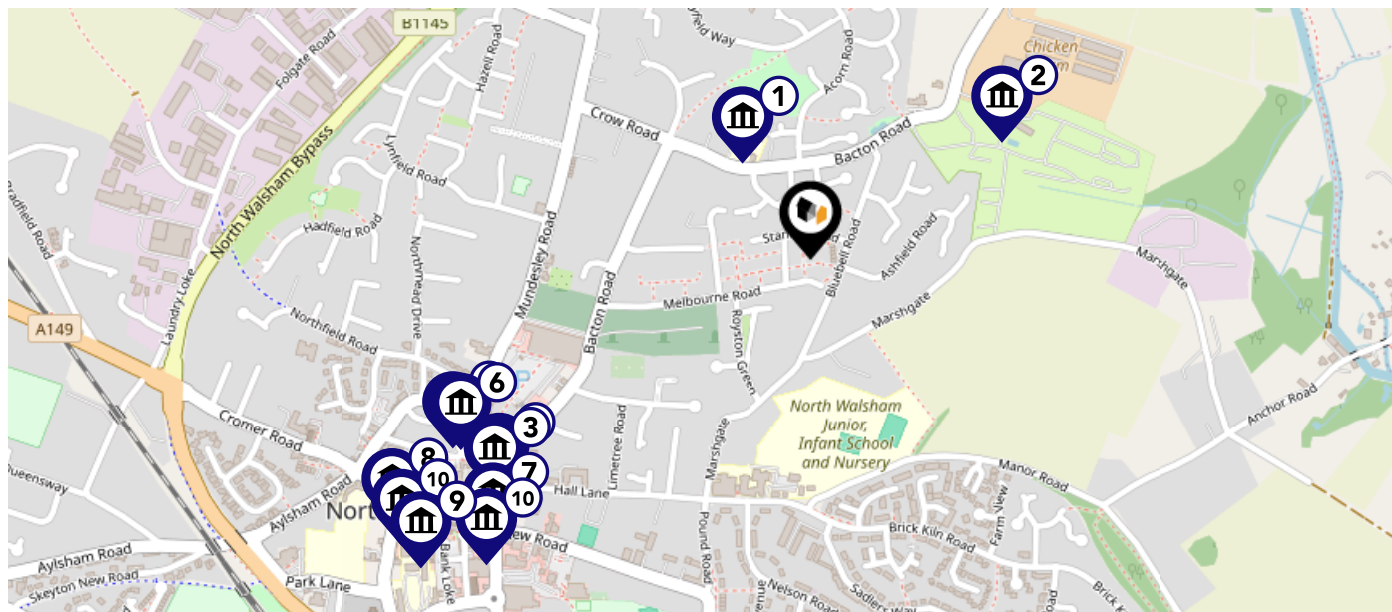 B1145
Folgate Road
Hazell Road
Acorn Road
Chicken
2
1
Crow Road
Bacton Road
North Walsham Bypass
Lynfield Road
Hadfield Road
Northmead Drive
Mundesley Road
Bluebell Road
Ashfield Road
Marshgate
Laundry Loke
Melbourne Road
Bacton Road
Marshgate
A149
Northfield Road
Royston Green
6
3
8
10
7
9
10
Cromer Road
Limetree Road
Marshgate
North Walsham
Junior,
Infant School
and Nursery
Anchor Road
Manor Road
Queensway
Aylsham Road
Hall Lane
Farm View
Brick Kiln Road
Pound Road
Aylsham Road
Skeyton New Road
Park Lane
Bank Loke
Nelson Road
Sadlers Way
Road